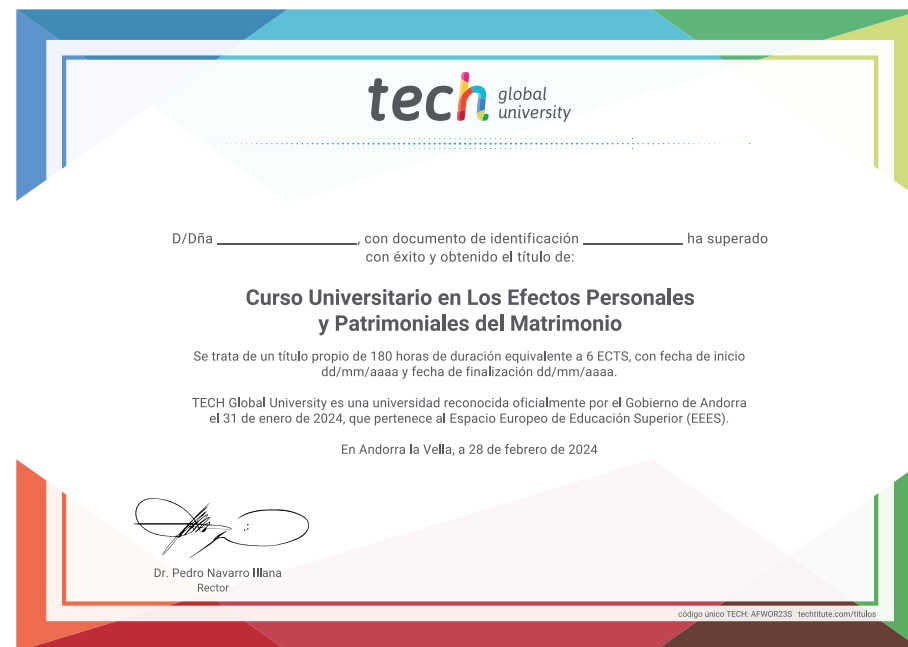 tech global university
D/Dña ____________________, con documento de identificación ______________ ha superado
con éxito y obtenido el título de:
Curso Universitario en Los Efectos Personales
y Patrimoniales del Matrimonio
Se trata de un título propio de 180 horas de duración equivalente a 6 ECTS, con fecha de inicio
dd/mm/aaaa y fecha de finalización dd/mm/aaaa.
TECH Global University es una universidad reconocida oficialmente por el Gobierno de Andorra
el 31 de enero de 2024, que pertenece al Espacio Europeo de Educación Superior (EEES).
En Andorra la Vella, a 28 de febrero de 2024
Dr. Pedro Navarro Illana
Rector
código único TECH: AFWOR23S techtitute.com/titulos